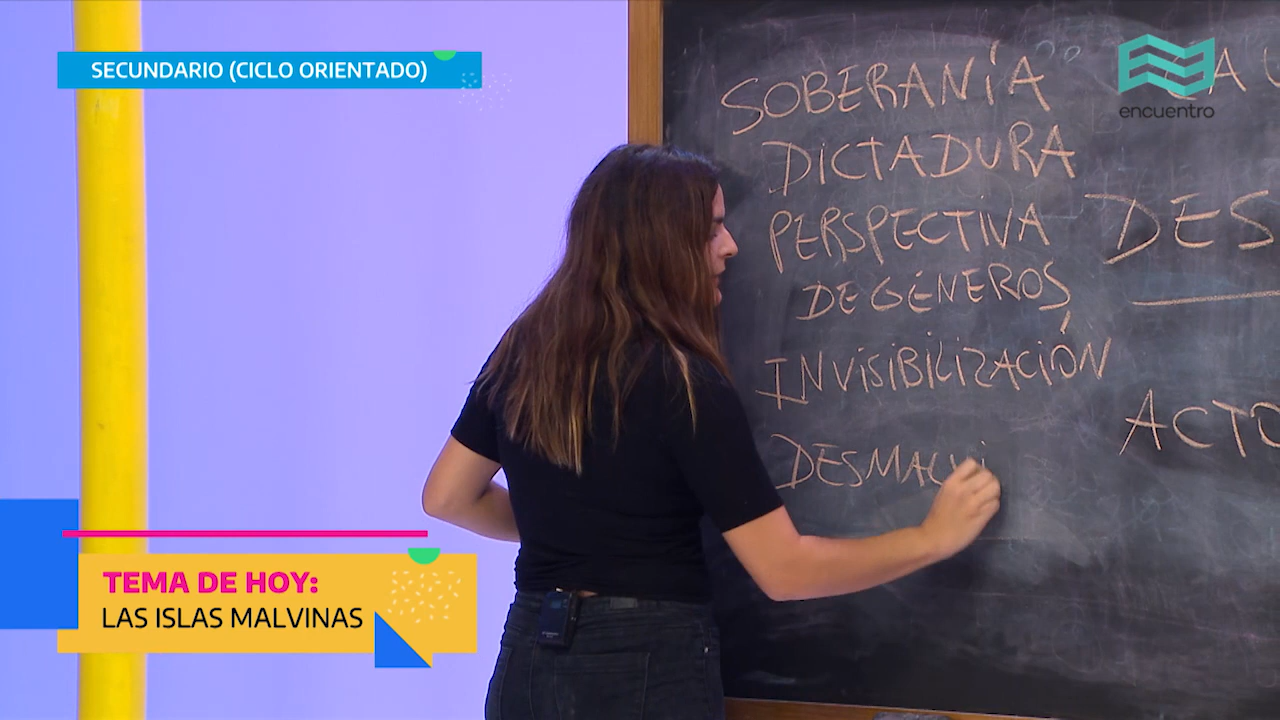 SECUNDARIO (CICLO ORIENTADO)
encuentro
SOBERANÍA
DICTADURA
PERSPECTIVA
DE GÉNEROS
INVISIBILIZACIÓN
DESMALVI
DES
ACTO
TEMA DE HOY:
LAS ISLAS MALVINAS